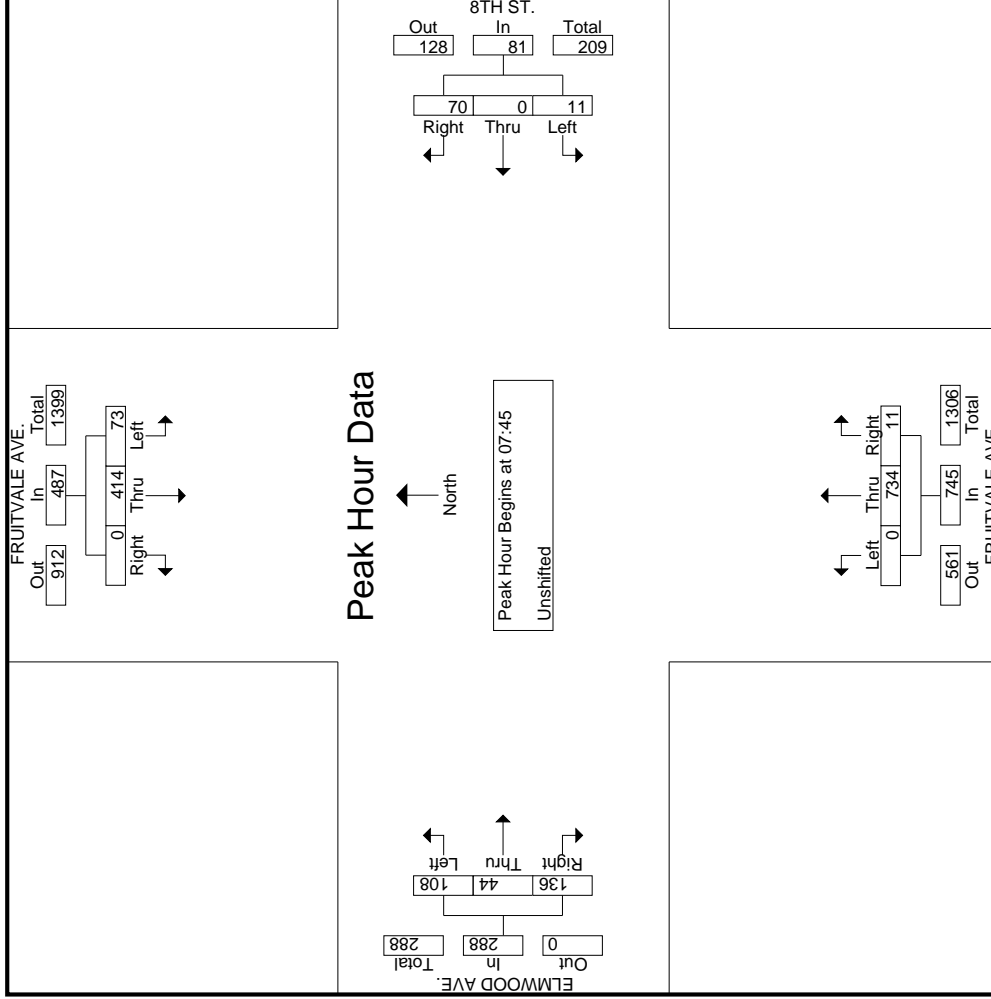 8TH ST.
Out In Total
128 81 209
70 0 11
Right Thru Left
FRUITVALE AVE.
Out In Total
912 487 1399
0 414 73
Right Thru Left
Peak Hour Data
North
Peak Hour Begins at 07:45
Unshifted
Left Thru Right
0 734 11
561 745 1306
Out In Total
FRUITVALE AVE.
Left Thru Right
108 44 136
288 288 0
Total In Out
ELMWOOD AVE.